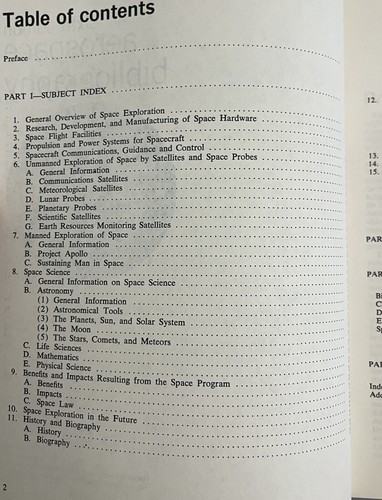 Table of contents
Preface
PART I—SUBJECT INDEX
1. General Overview of Space Exploration
2. Research, Development, and Manufacturing of Space Hardware
3. Space Flight Facilities
4. Propulsion and Power Systems for Spacecraft
5. Spacecraft Communications, Guidance and Control
6. Unmanned Exploration of Space by Satellites and Space Probes
A. General Information
B. Communications Satellites
C. Meteorological Satellites
D. Lunar Probes
E. Planetary Probes
F. Scientific Satellites
G. Earth Resources Monitoring Satellites
7. Manned Exploration of Space
A. General Information
B. Project Apollo
C. Sustaining Man in Space
8. Space Science
A. General Information on Space Science
B. Astronomy
(1) General Information
(2) Astronomical Tools
(3) The Planets, Sun, and Solar System
(4) The Moon
(5) The Stars, Comets, and Meteors
C. Life Sciences
D. Mathematics
E. Physical Science
9. Benefits and Impacts Resulting from the Space Program
A. Benefits
B. Impacts
C. Space Law
10. Space Exploration in the Future
11. History and Biography
A. History
B. Biography
2
12.
13.
14.
15.
PAR
PAR
B
C
D
E
S
PA
Ind
Ad